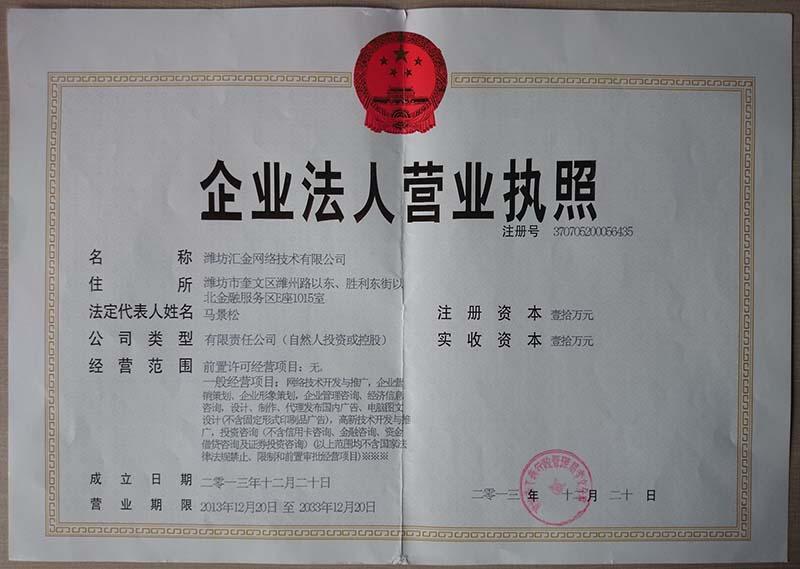 企业法人营业执照
注册号 370705200056435
名称 潍坊汇金网络技术有限公司
住所 潍坊市奎文区潍州路以东、胜利东街以
北金融服务区E座1015室
法定代表人姓名 马景松
注册资本 壹拾万元
公司类型 有限责任公司（自然人投资或控股）
实收资本 壹拾万元
经营范围 前置许可经营项目：无。
一般经营项目：网络技术开发与推广，企业营
销策划、企业形象策划，企业管理咨询、经济信息
咨询，设计、制作、代理发布国内广告、电脑图文
设计(不含固定形式印制品广告)，高新技术开发与推
广，投资咨询（不含信用卡咨询、金融咨询、资金
借贷咨询及证券投资咨询）(以上范围均不含国家法
律法规禁止、限制和前置审批经营项目)※※※
成立日期 二〇一三年十二月二十日
营业期限 2013年12月20日 至 2033年12月20日
二〇一三 年 十二 月 二十 日